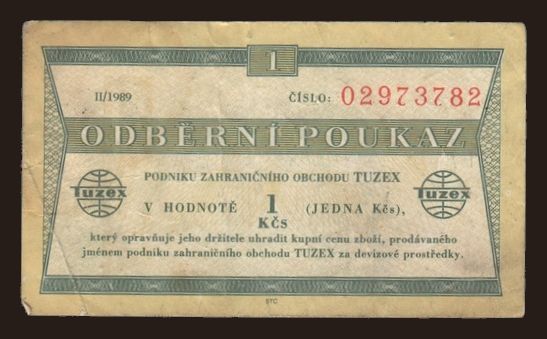 1
II/1989 ČÍSLO: 02973782
ODBĚRNÍ POUKAZ
PODNIKU ZAHRANIČNÍHO OBCHODU TUZEX
Tuzex V HODNOTĚ 1 Kčs (JEDNA Kčs), Tuzex
který opravňuje jeho držitele uhradit kupní cenu zboží, prodávaného
jménem podniku zahraničního obchodu TUZEX za devizové prostředky.
STC